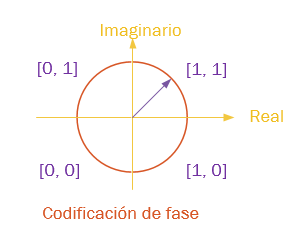 Imaginario
[0, 1]
[1, 1]
Real
[0, 0]
[1, 0]
Codificación de fase